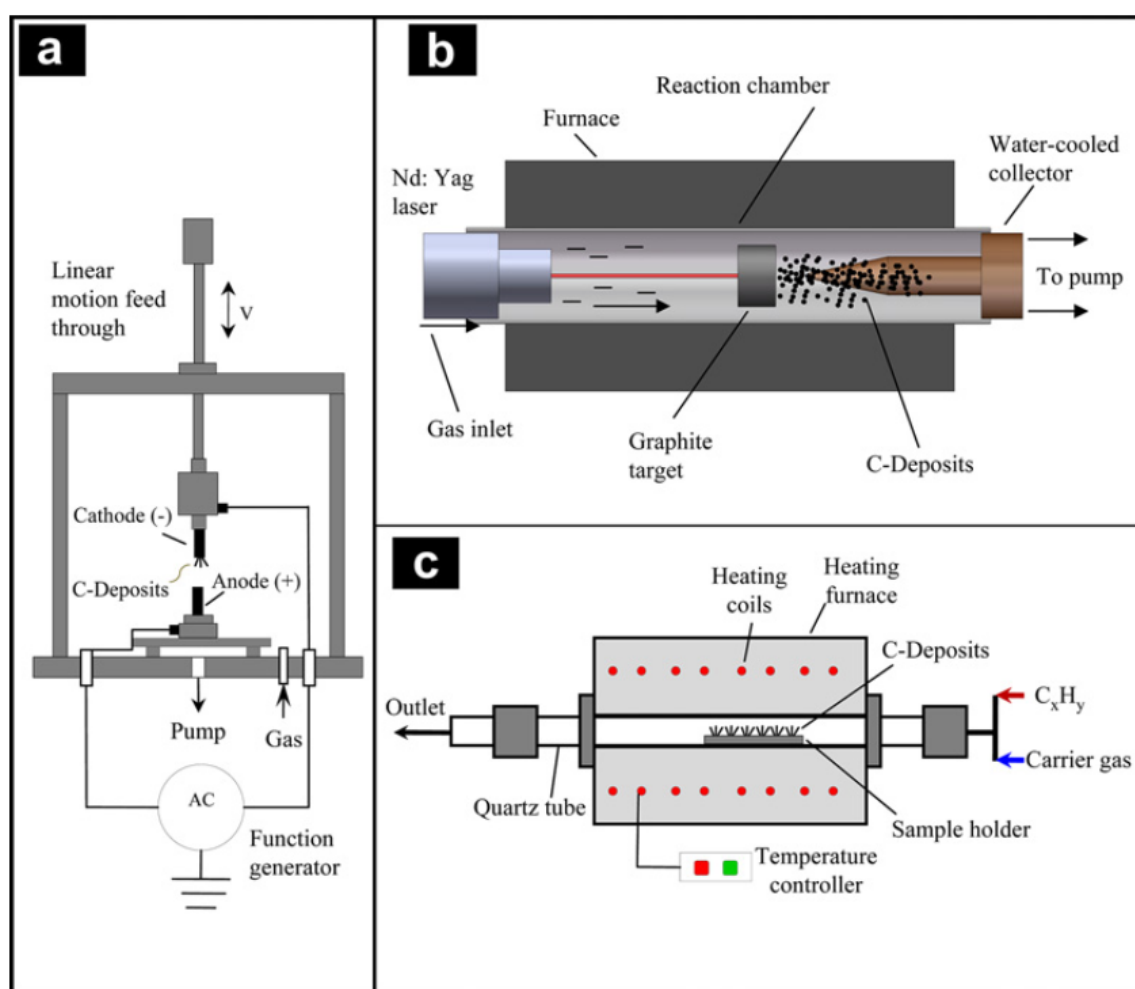 a
Linear
motion feed
through
V
Cathode (-)
C-Deposits
Anode (+)
Pump
Gas
AC
Function
generator
b
Reaction chamber
Furnace
Water-cooled
collector
Nd: Yag
laser
To pump
Gas inlet
Graphite
target
C-Deposits
c
Heating
coils
Heating
furnace
C-Deposits
Outlet
CxHy
Carrier gas
Quartz tube
Sample holder
Temperature
controller